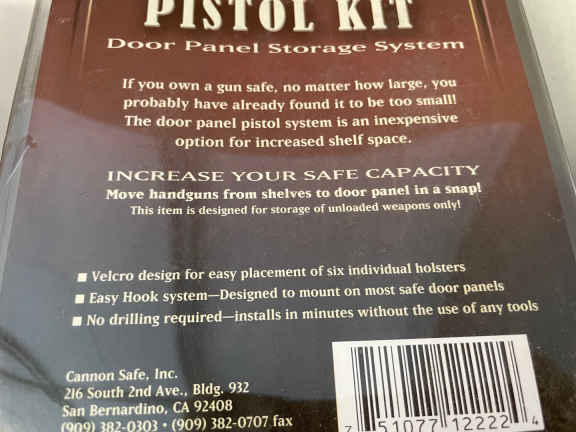 PISTOL KIT
Door Panel Storage System
If you own a gun safe, no matter how large, you
probably have already found it to be too small!
The door panel pistol system is an inexpensive
option for increased shelf space.
INCREASE YOUR SAFE CAPACITY
Move handguns from shelves to door panel in a snap!
This item is designed for storage of unloaded weapons only!
■ Velcro design for easy placement of six individual holsters
■ Easy Hook system—Designed to mount on most safe door panels
■ No drilling required—installs in minutes without the use of any tools
Cannon Safe, Inc.
216 South 2nd Ave., Bldg. 932
San Bernardino, CA 92408
(909) 382-0303 • (909) 382-0707 fax
7 51077 12222 4